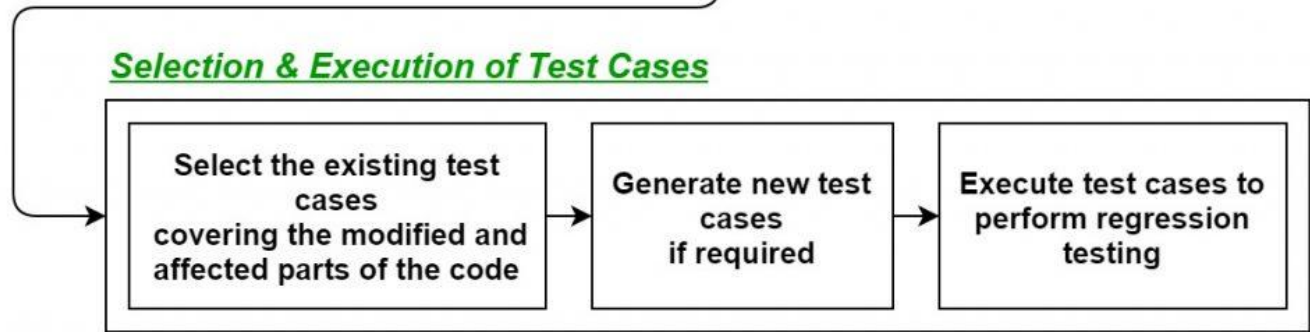 Selection & Execution of Test Cases
Select the existing test
cases
covering the modified and
affected parts of the code
Generate new test
cases
if required
Execute test cases to
perform regression
testing